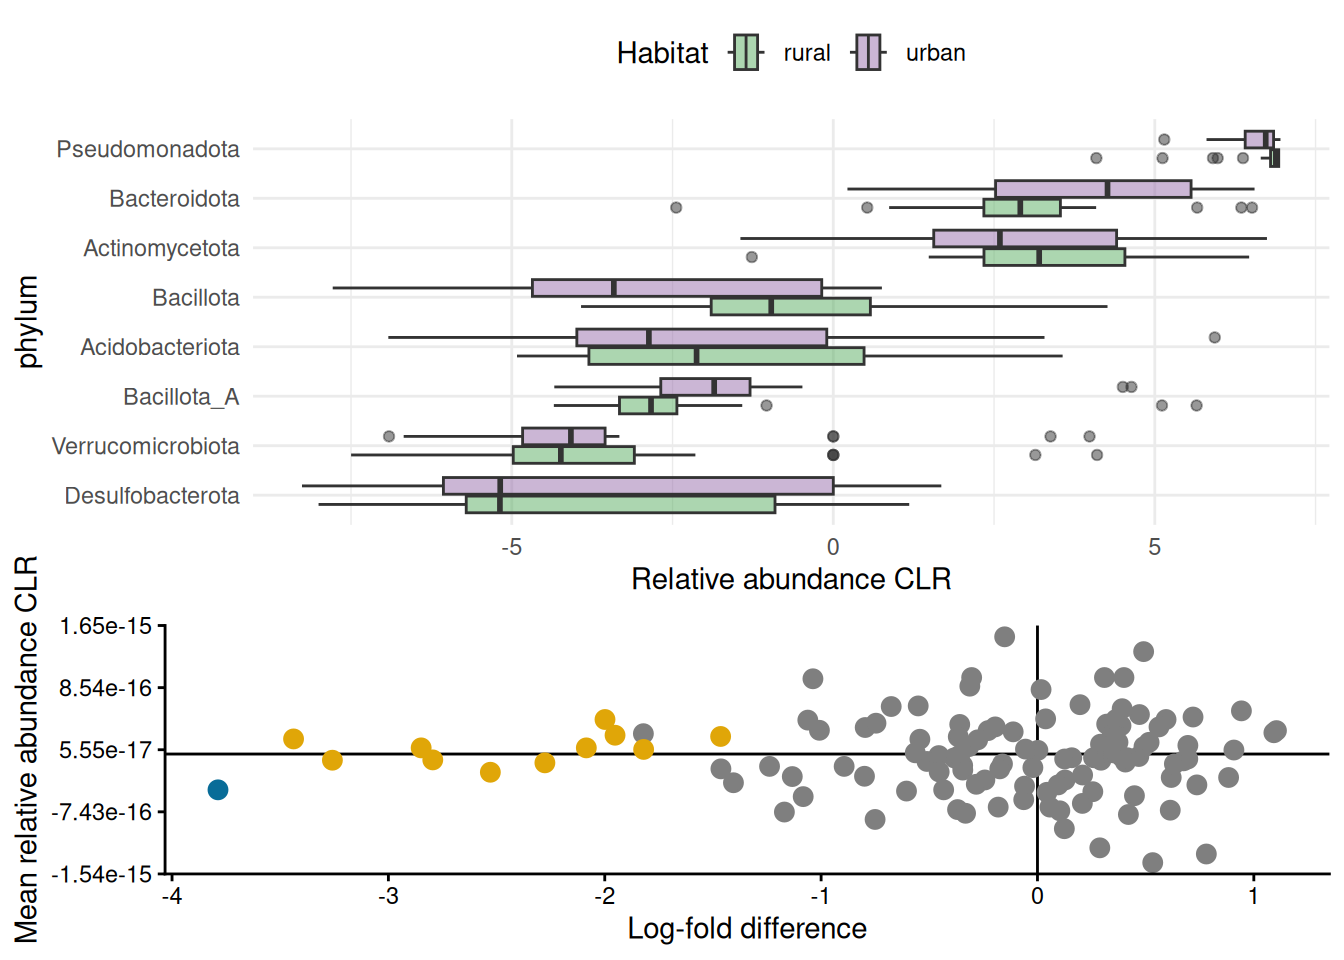 Habitat rural urban
Pseudomonadota
Bacteroidota
Actinomycetota
Bacillota
Acidobacteriota
Bacillota_A
Verrucomicrobiota
Desulfobacterota
phylum
-5 0 5
Relative abundance CLR
Mean relative abundance CLR
1.65e-15
8.54e-16
5.55e-17
-7.43e-16
-1.54e-15
-4 -3 -2 -1 0 1
Log-fold difference